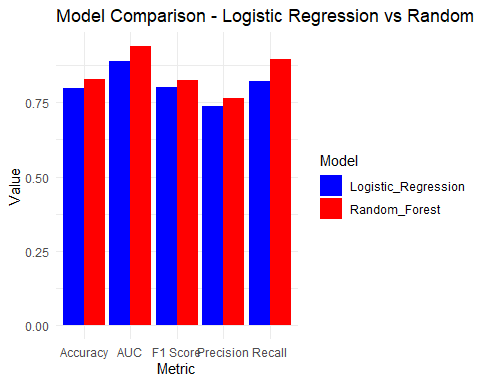 Model Comparison - Logistic Regression vs Random
Value
0.75
0.50
0.25
0.00
Accuracy AUC F1 Score Precision Recall
Metric
Model
Logistic_Regression
Random_Forest